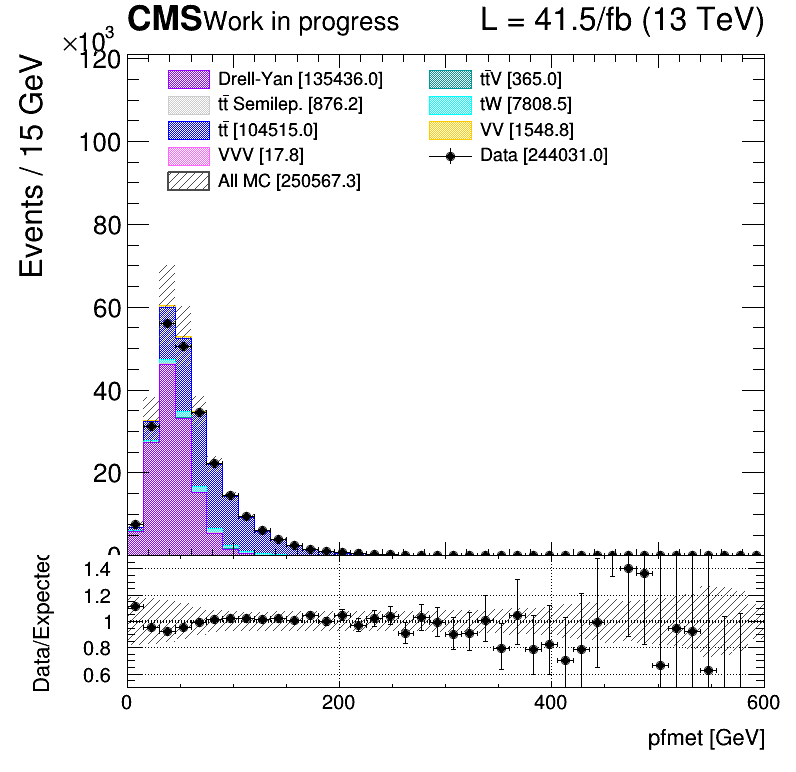 CMS Work in progress L = 41.5/fb (13 TeV)
×10³
Drell-Yan [135436.0] tt̄V [365.0]
tt̄ Semilep. [876.2] tW [7808.5]
tt̄ [104515.0] VV [1548.8]
VVV [17.8] Data [244031.0]
All MC [250567.3]
Events / 15 GeV
120
100
80
60
40
20
0
Data/Expected
1.4
1.2
1
0.8
0.6
0 200 400 600
pfmet [GeV]